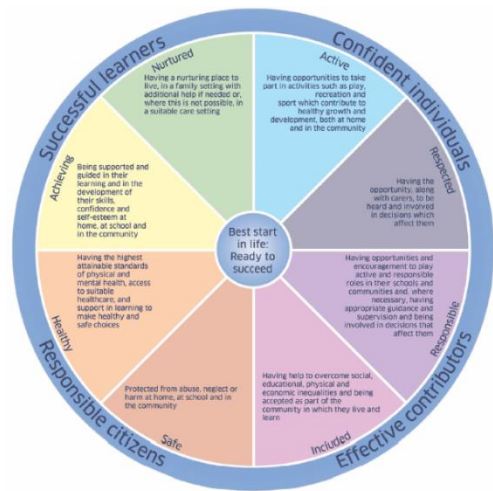 Successful learners
Confident individuals
Nurtured
Having a nurturing place to
live, in a family setting with
additional help if needed or,
where this is not possible, in
a suitable care setting
Active
Having opportunities to take
part in activities such as play,
recreation and
sport which contribute to
healthy growth and
development, both at home
and in the community
Achieving
Being supported and
guided in their
learning and in the
development of
their skills,
confidence and
self-esteem at
home, at school and
in the community
Respected
Having the
opportunity, along
with carers, to be
heard and involved
in decisions which
affect them
Best start
in life:
Ready to
succeed
Healthy
Having the highest
attainable standards
of physical and
mental health, access
to suitable
healthcare, and
support in learning to
make healthy and
safe choices
Responsible
Having opportunities and
encouragement to play
active and responsible
roles in their schools and
communities and, where
necessary, having
appropriate guidance and
supervision and being
involved in decisions that
affect them
Protected from abuse, neglect or
harm at home, at school and in
the community
Safe
Having help to overcome social,
educational, physical and
economic inequalities and being
accepted as part of the
community in which they live and
learn
Included
Responsible citizens
Effective contributors